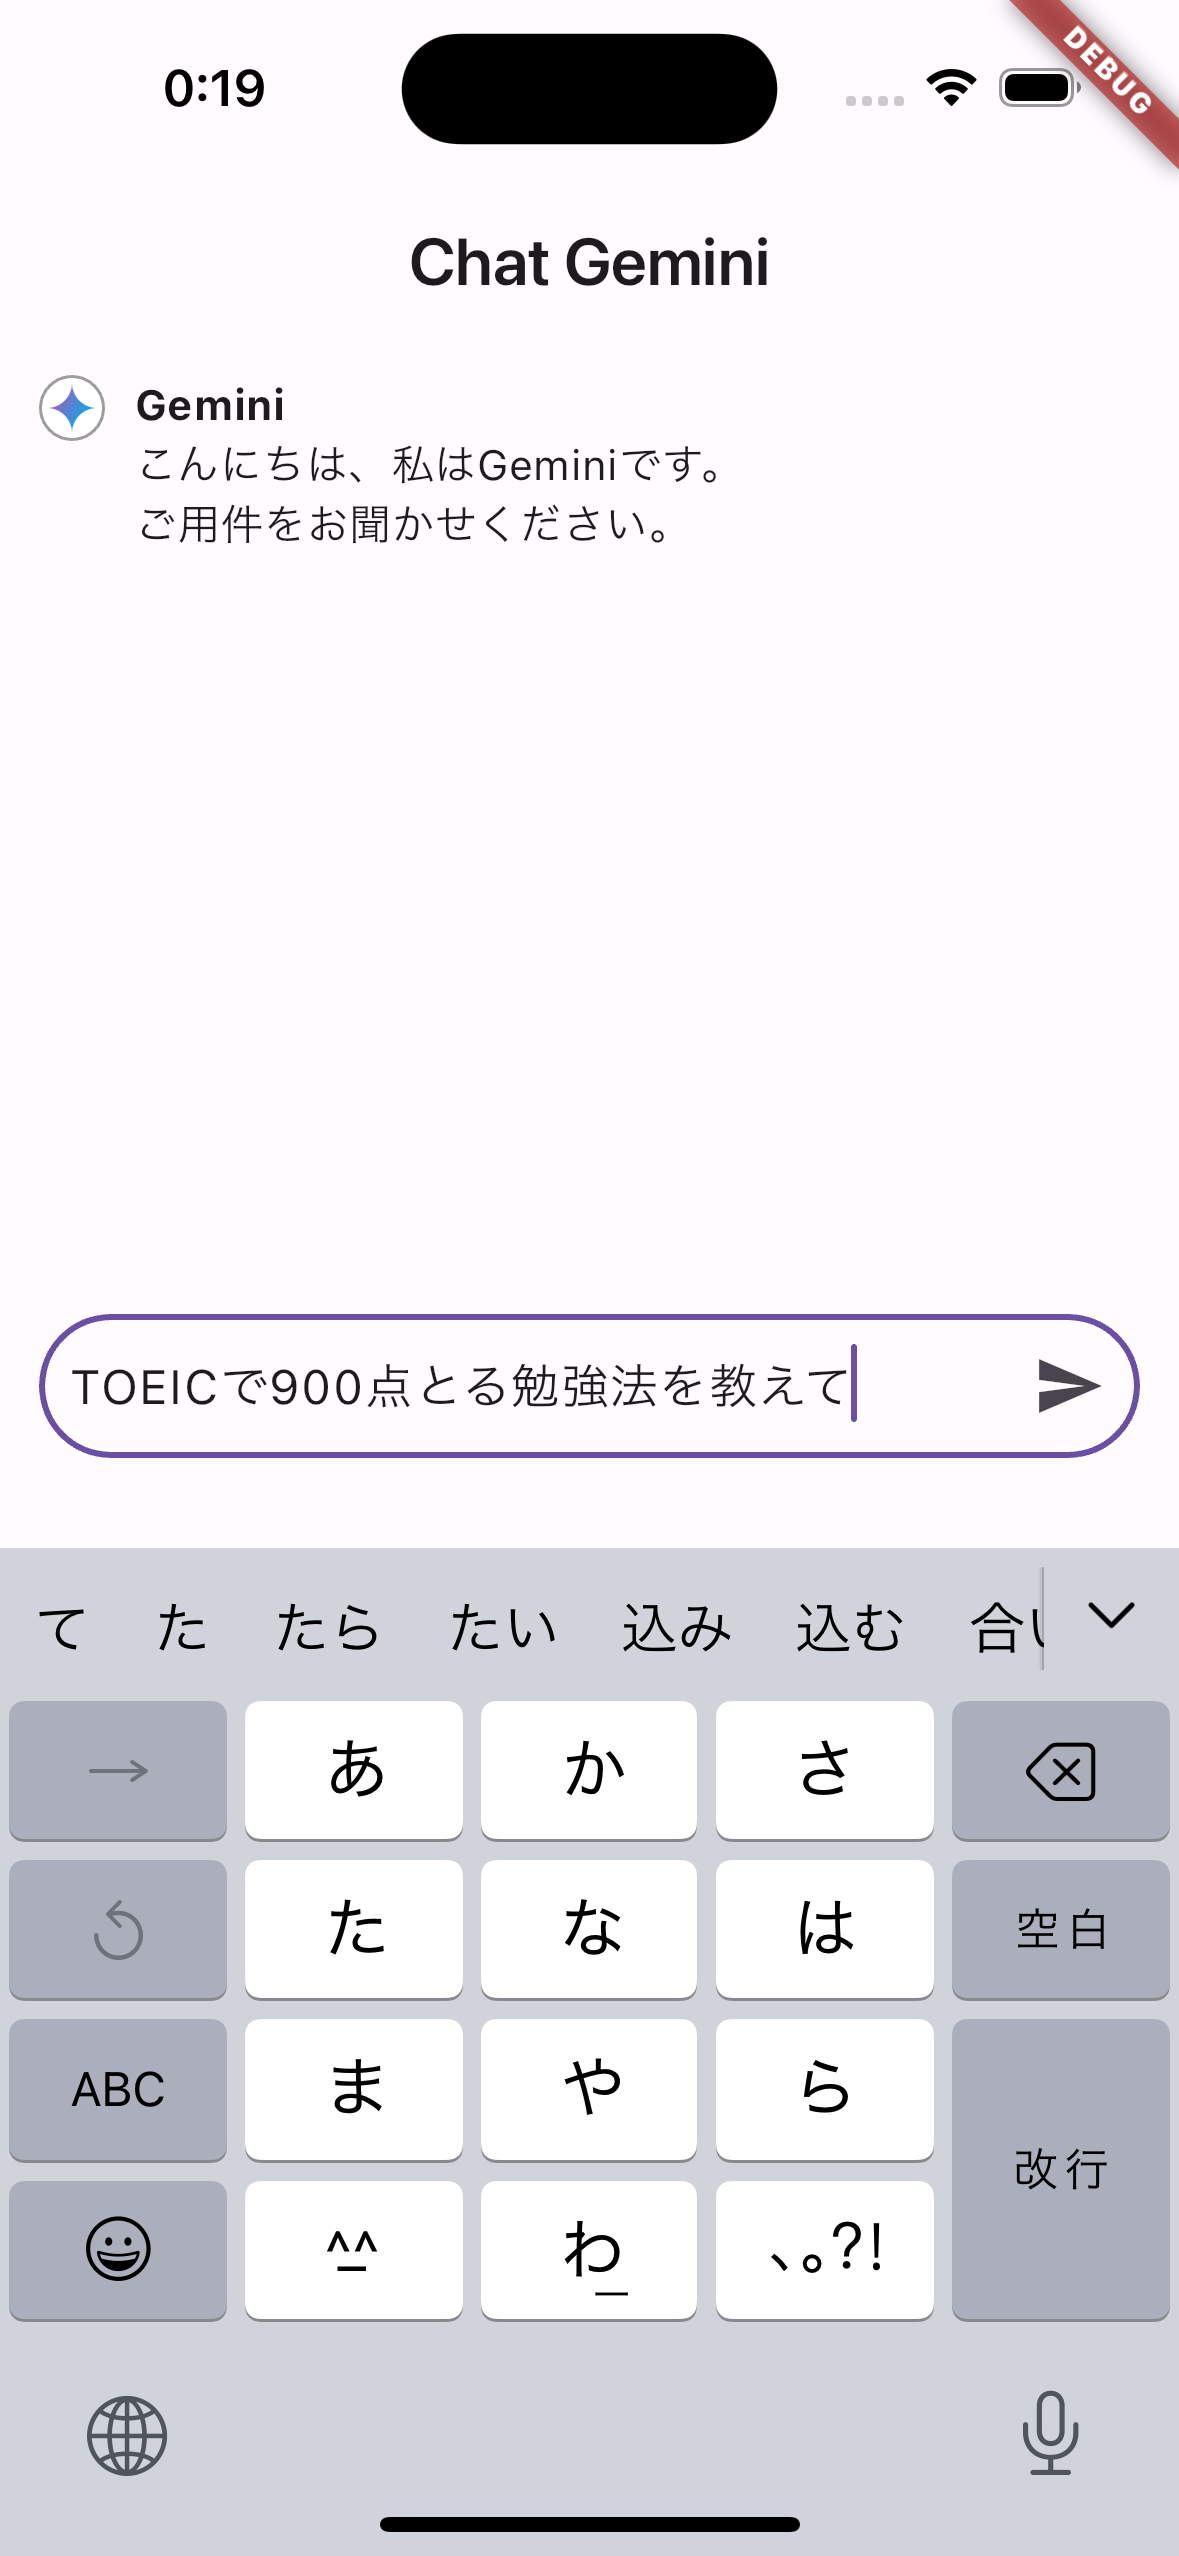 0:19
DEBUG
Chat Gemini
Gemini
こんにちは、私はGeminiです。
ご用件をお聞かせください。
TOEICで900点とる勉強法を教えて
て た たら たい 込み 込む 合い
→ あ か さ
た な は 空白
ABC ま や ら
改行
^_^ わ_ 、。?!